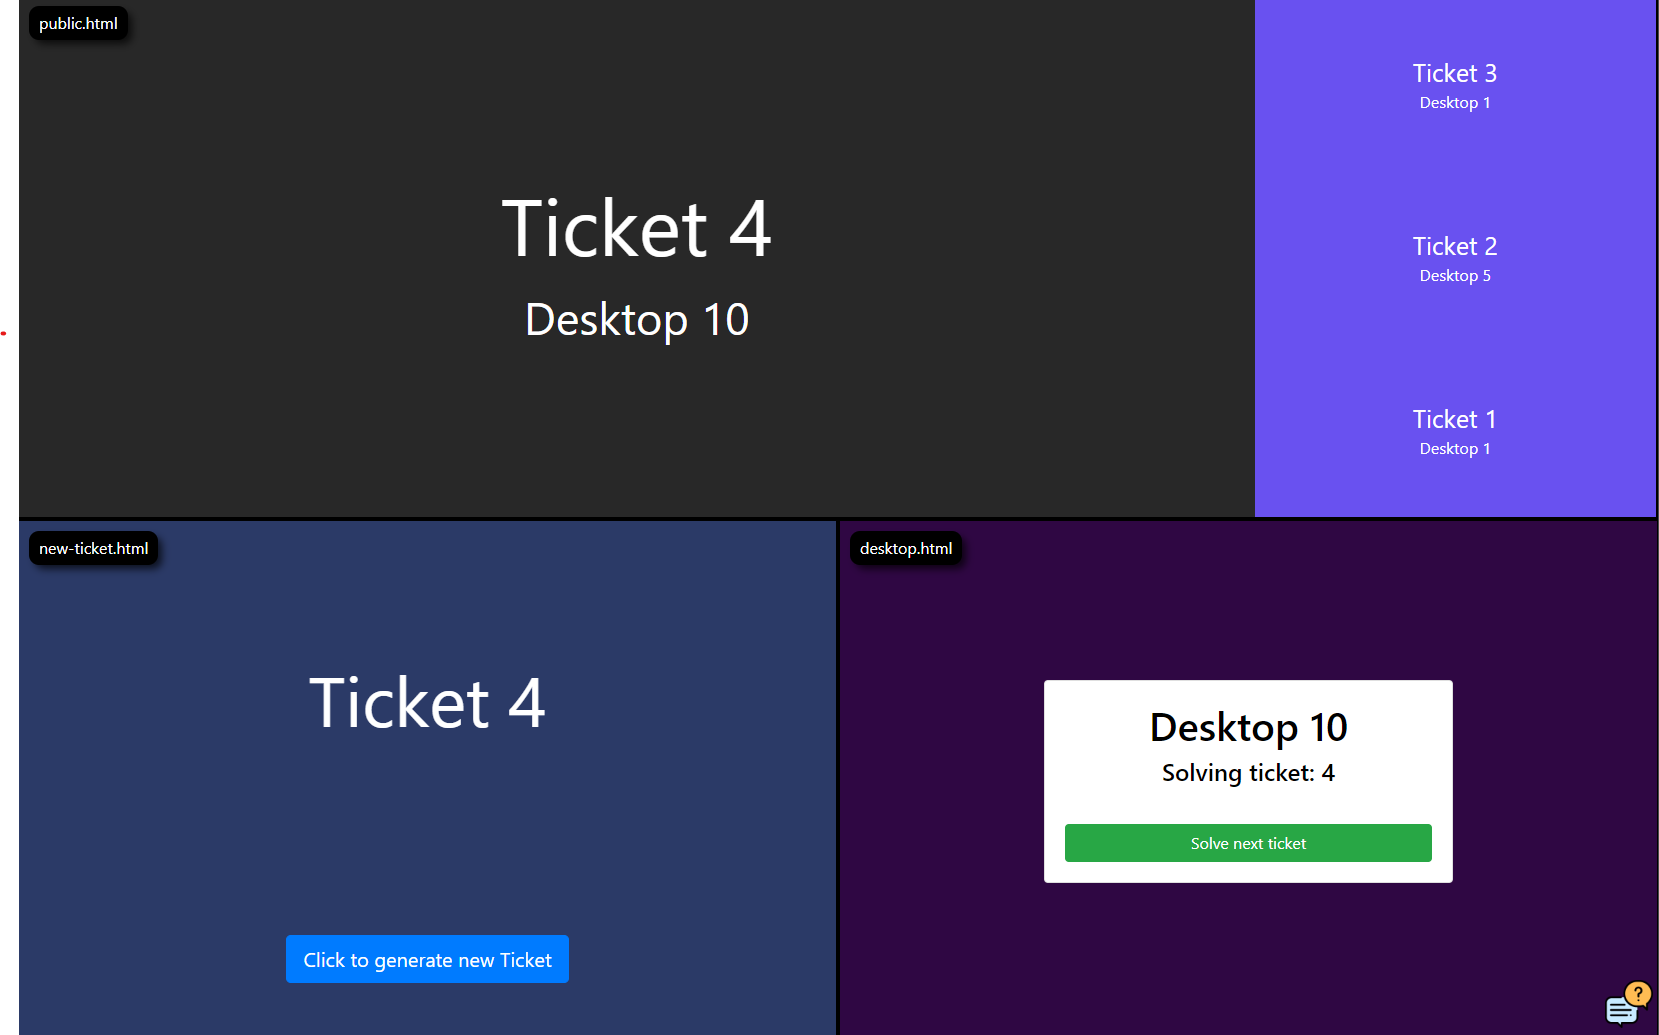 public.html
Ticket 4
Desktop 10
Ticket 3
Desktop 1
Ticket 2
Desktop 5
Ticket 1
Desktop 1
new-ticket.html
Ticket 4
Click to generate new Ticket
desktop.html
Desktop 10
Solving ticket: 4
Solve next ticket
?